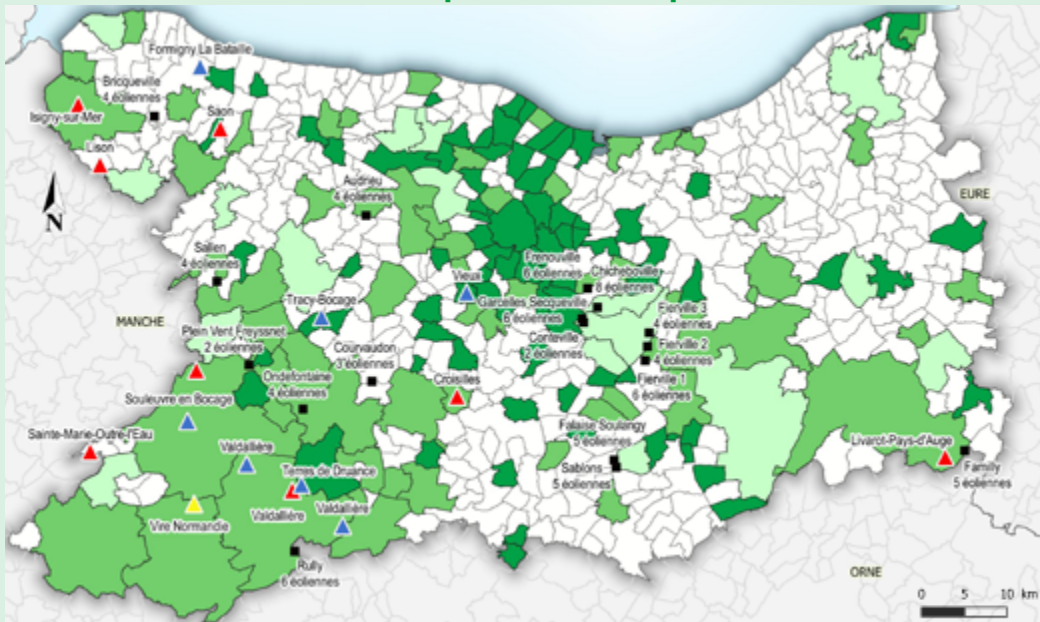 Formigny La Bataille
Bricqueville
4 éoliennes
Isigny-sur-Mer
Saon
Lison
N
Audrieu
4 éoliennes
EURE
Sallen
4 éoliennes
Vieux
Frenouville
6 éoliennes
Chicheboville
8 éoliennes
Tracy-Bocage
Garcelles Secqueville
6 éoliennes
Fierville 3
4 éoliennes
MANCHE
Plein Vent Freyssnet
2 éoliennes
Courvaudon
3 éoliennes
Conteville
2 éoliennes
Fierville 2
4 éoliennes
Ondefontaine
4 éoliennes
Croisilles
Fierville 1
6 éoliennes
Souleuvre en Bocage
Sainte-Marie-Outre-l'Eau
Valdallière
Falaise Soulangy
5 éoliennes
Livarot-Pays-d'Auge
Terres de Druance
Sablons
5 éoliennes
Familly
5 éoliennes
Vire Normandie
Valdallière
Valdallière
Rully
6 éoliennes
ORNE
0 5 10 km